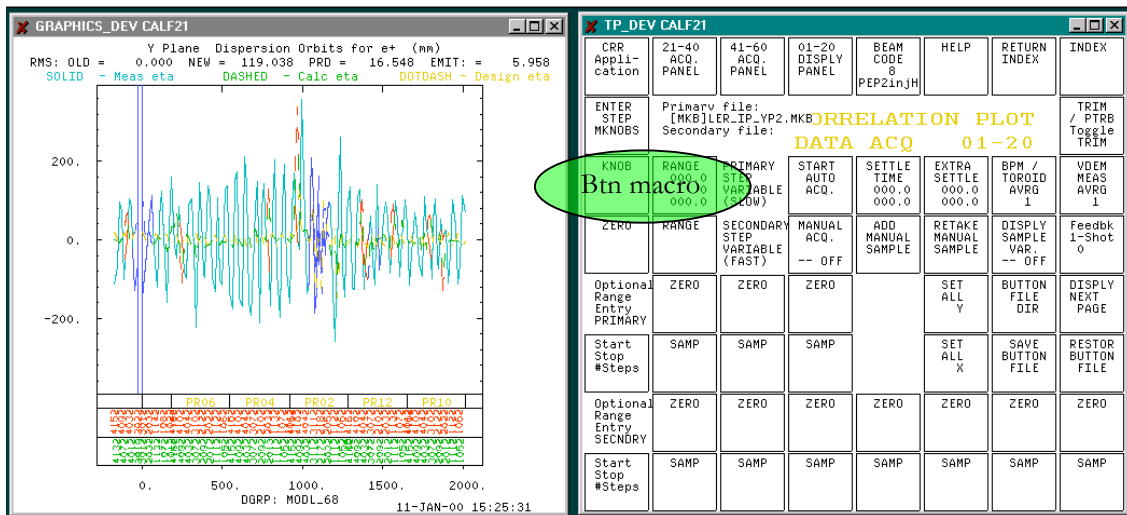 GRAPHICS_DEV CALF21
Y Plane Dispersion Orbits for e+ (mm)
RMS: OLD = 0.000 NEW = 119.038 PRD = 16.548 EMIT: = 5.958
SOLID - Meas eta DASHED - Calc eta DOTDASH - Design eta
200.
0.
-200.
PR06 PR04 PR02 PR12 PR10
0. 500. 1000. 1500. 2000.
DGRP: MODL_68
11-JAN-00 15:25:31
TP_DEV CALF21
CRR Appli- cation
21-40 ACQ. PANEL
41-60 ACQ. PANEL
01-20 DISPLY PANEL
BEAM CODE 8 PEP2injH
HELP
RETURN INDEX
INDEX
ENTER STEP MKNOBS
Primary file:
[MKB]LER_IP_YP2.MKB
Secondary file:
ORRELATION PLOT
DATA ACQ 01-20
TRIM / PTRB Toggle TRIM
KNOB
RANGE 000.0 000.0
PRIMARY STEP VARIABLE (SLOW)
START AUTO ACQ.
SETTLE TIME 000.0 000.0
EXTRA SETTLE 000.0 000.0
BPM / TOROID AVRG 1
VDEM MEAS AVRG 1
Btn macro
ZERO
RANGE
SECONDARY STEP VARIABLE (FAST)
MANUAL ACQ. -- OFF
ADD MANUAL SAMPLE
RETAKE MANUAL SAMPLE
DISPLY SAMPLE VAR. -- OFF
Feedbk 1-Shot 0
Optional Range Entry PRIMARY
ZERO
ZERO
ZERO
SET ALL Y
BUTTON FILE DIR
DISPLY NEXT PAGE
Start Stop #Steps
SAMP
SAMP
SAMP
SET ALL X
SAVE BUTTON FILE
RESTOR BUTTON FILE
Optional Range Entry SECNDRY
ZERO
ZERO
ZERO
ZERO
ZERO
ZERO
ZERO
Start Stop #Steps
SAMP
SAMP
SAMP
SAMP
SAMP
SAMP
SAMP